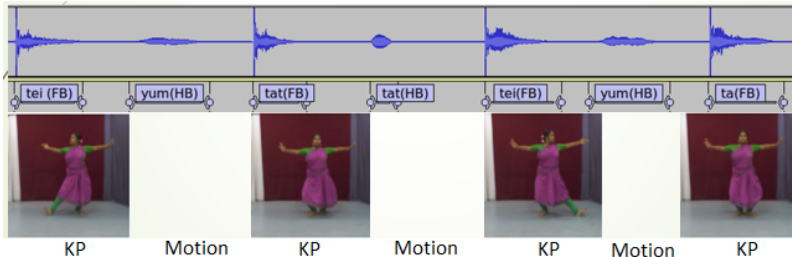 tei (FB) yum(HB) tat(FB) tat(HB) tei(FB) yum(HB) ta(FB)
KP Motion KP Motion KP Motion KP